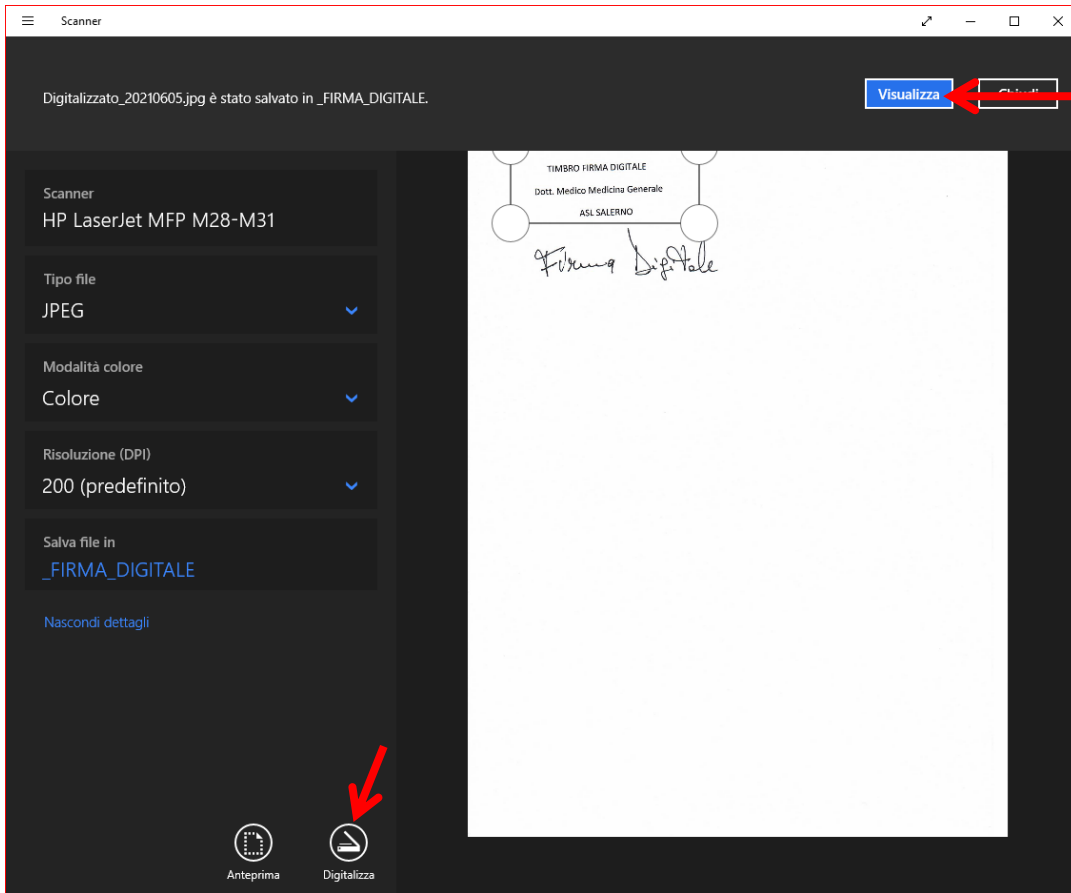 Scanner
Digitalizzato_20210605.jpg è stato salvato in _FIRMA_DIGITALE.
Visualizza
Chiudi
Scanner
HP LaserJet MFP M28-M31
Tipo file
JPEG
Modalità colore
Colore
Risoluzione (DPI)
200 (predefinito)
Salva file in
_FIRMA_DIGITALE
Nascondi dettagli
Anteprima
Digitalizza
TIMBRO FIRMA DIGITALE
Dott. Medico Medicina Generale
ASL SALERNO
Firma Digitale